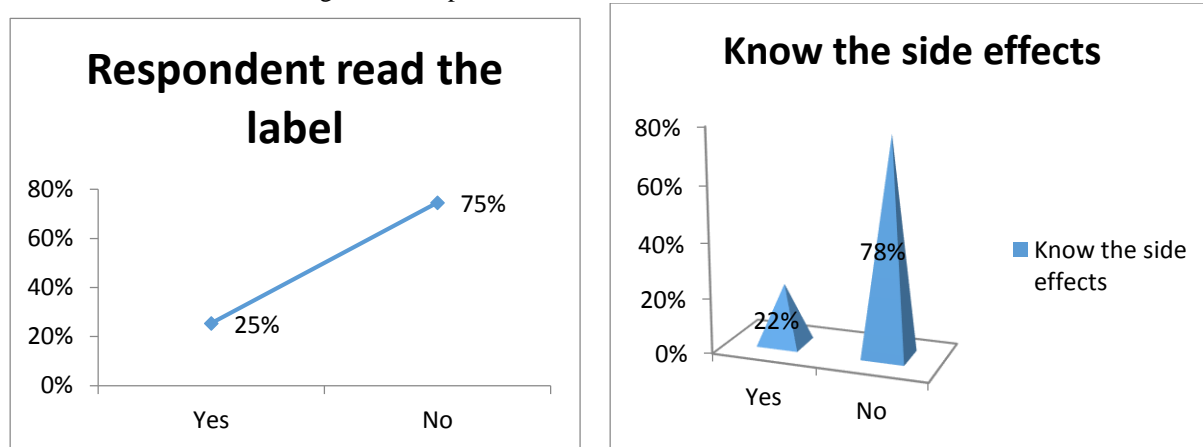 Respondent read the
label
80%
60%
40%
20%
0%
25%
75%
Yes
No
Know the side effects
80%
60%
40%
20%
0%
22%
78%
Yes
No
Know the side
effects